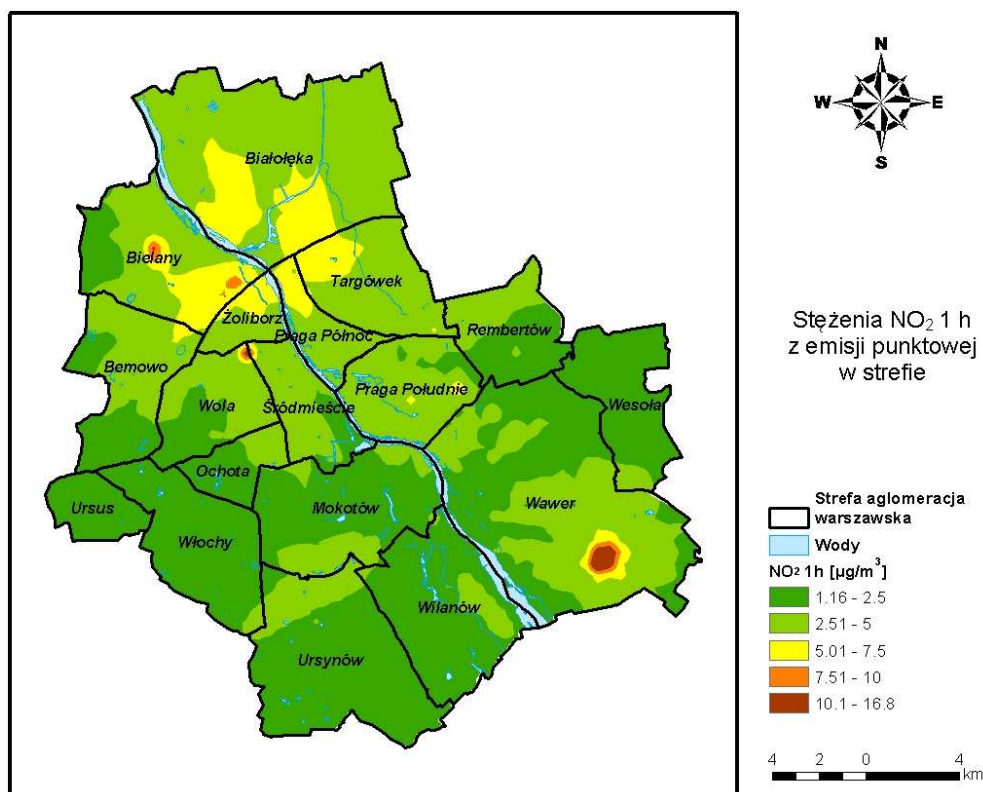 N
W E
S
Białołęka
Bielany
Targówek
Żoliborz
Rembertów
Praga Północ
Bemowo
Praga Południe
Wola
Śródmieście
Wesoła
Ochota
Ursus
Mokotów
Wawer
Włochy
Wilanów
Ursynów
Stężenia NO₂ 1 h
z emisji punktowej
w strefie
Strefa aglomeracja
warszawska
Wody
NO₂ 1h [µg/m³]
1.16 - 2.5
2.51 - 5
5.01 - 7.5
7.51 - 10
10.1 - 16.8
4 2 0 4
km